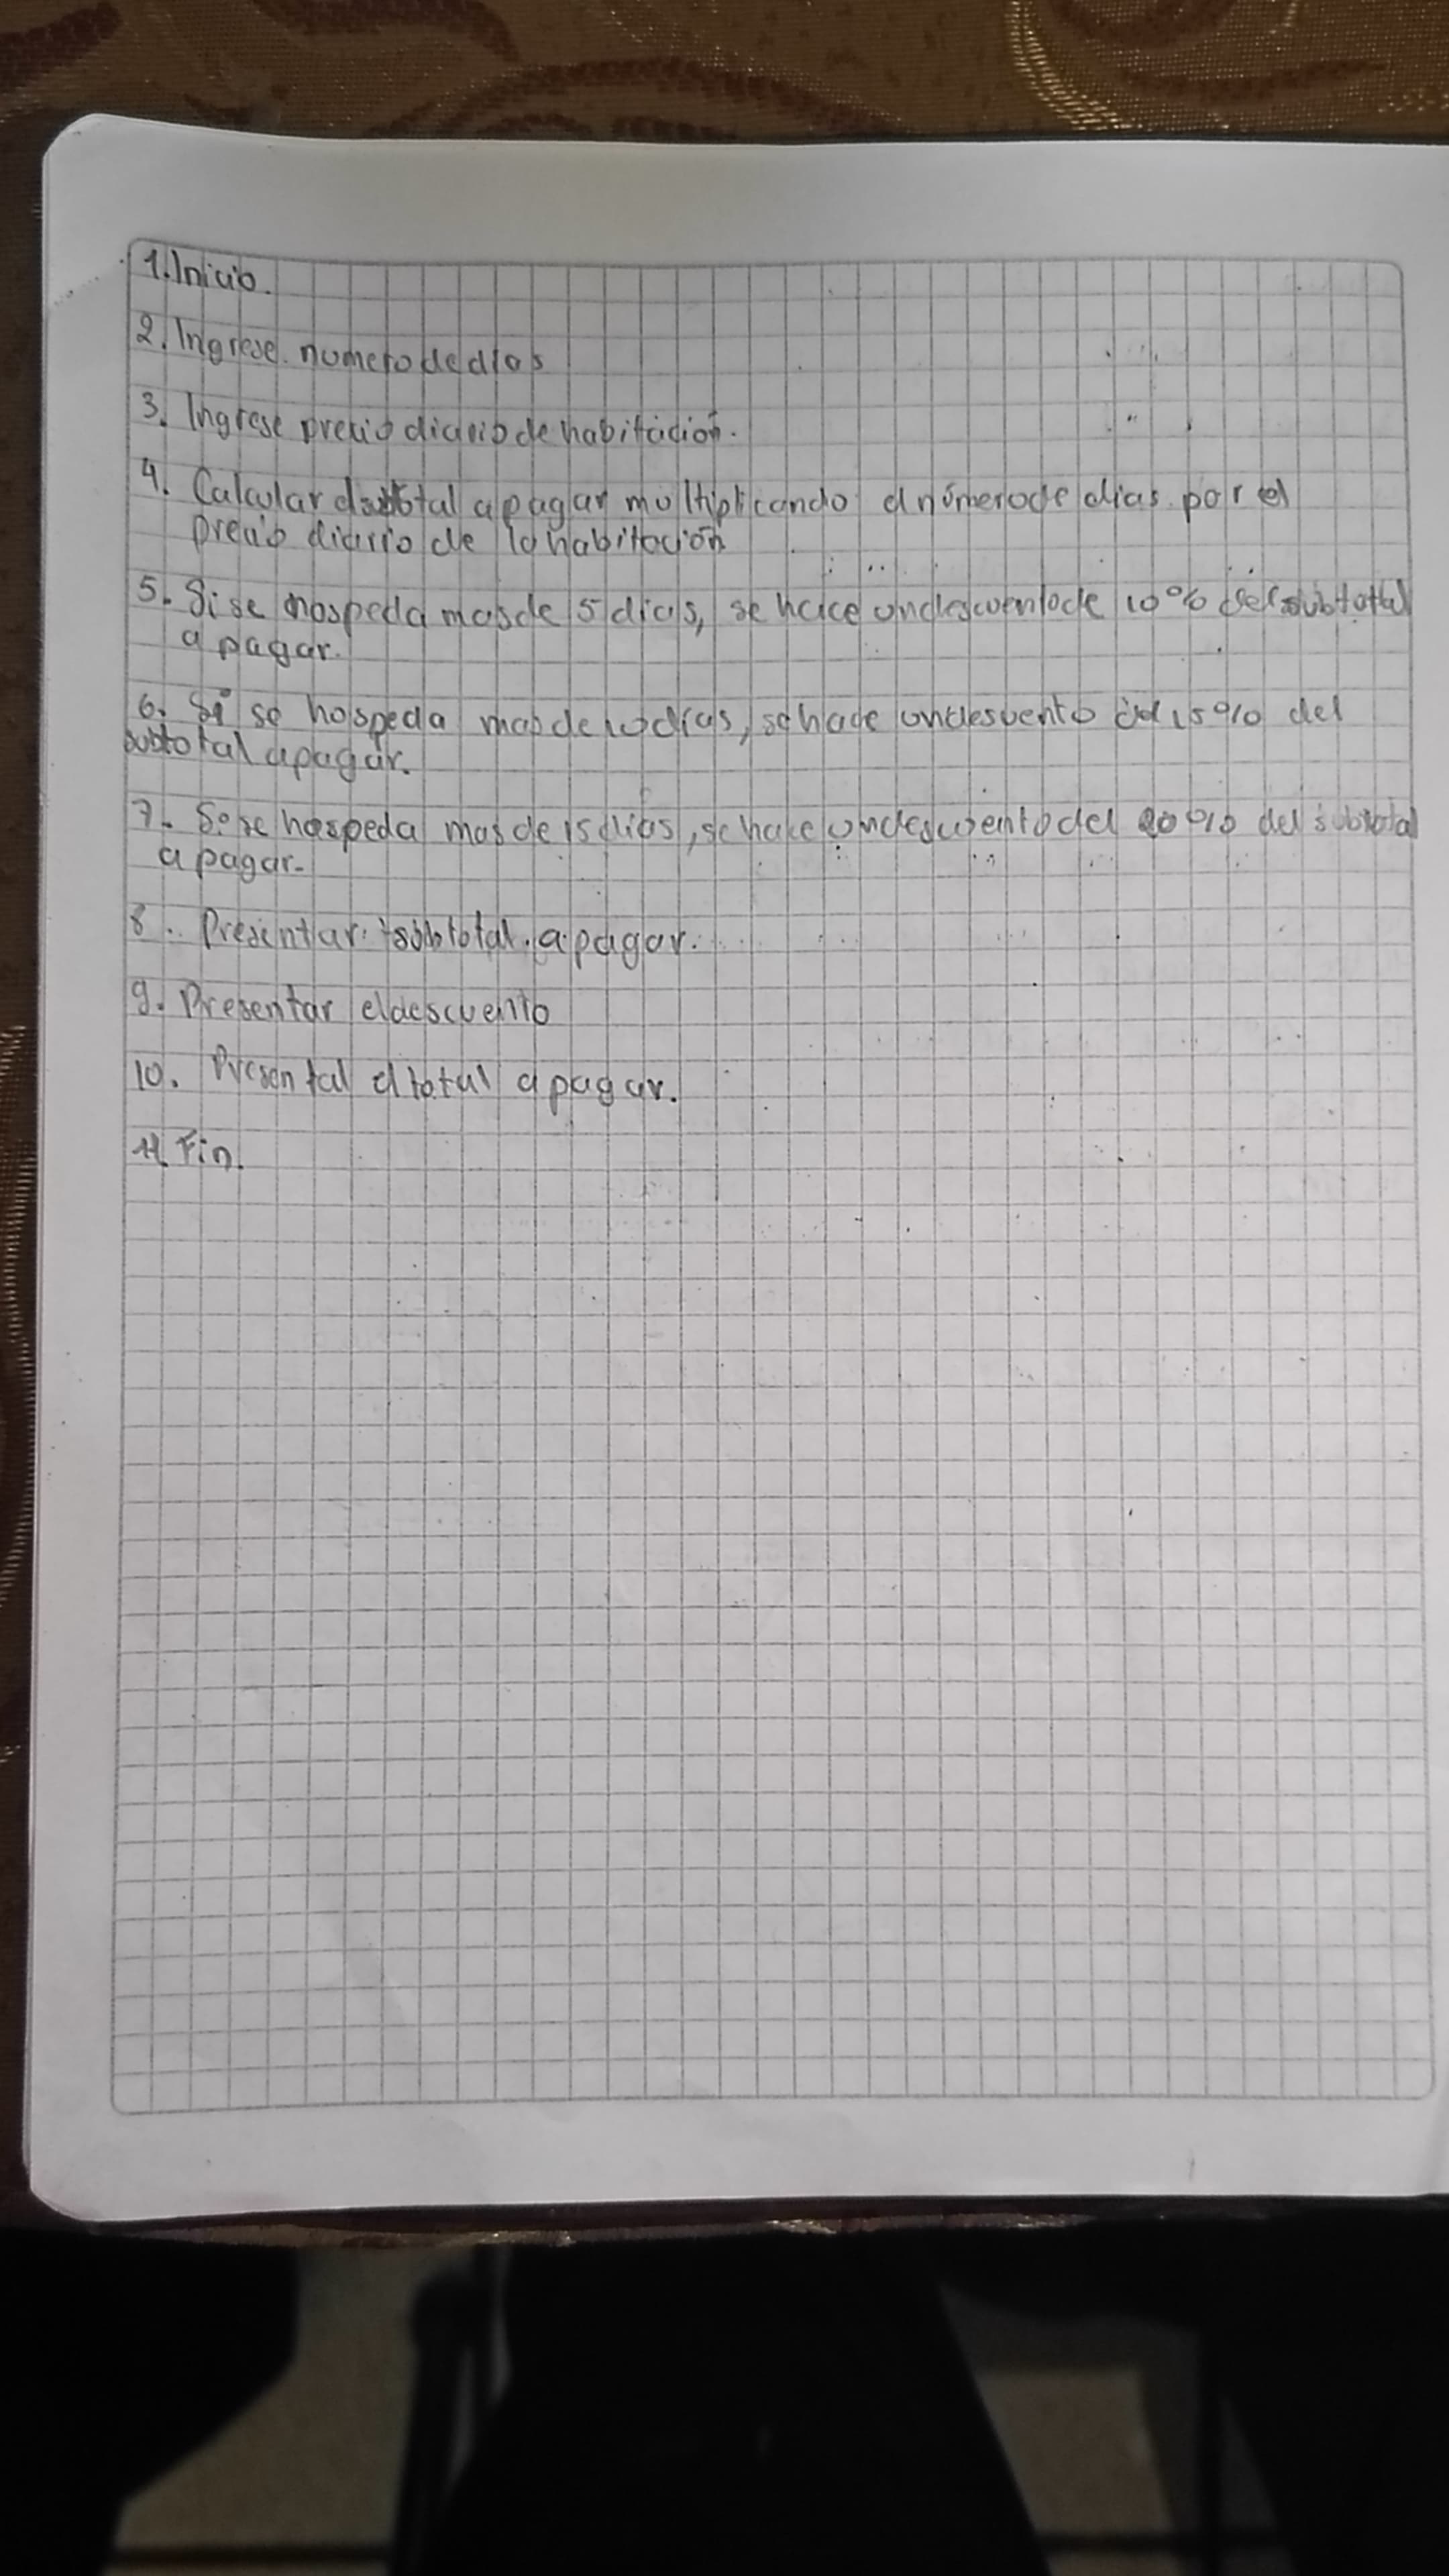 1. Inicio.
2. Ingrese numero de dias
3. Ingrese precio diario de habitación.
4. Calcular el subtotal a pagar multiplicando el número de dias por el
precio diario de la habitación
5. Si se hospeda mas de 5 dias, se hace un descuento de 10% del subtotal
a pagar.
6. Si se hospeda mas de 10 dias, se hace un descuento del 15% del
subtotal a pagar.
7. Si se hospeda mas de 15 dias, se hace un descuento del 20% del subtotal
a pagar.
8. Presentar subtotal a pagar.
9. Presentar el descuento
10. Presental el total a pagar.
11. Fin.